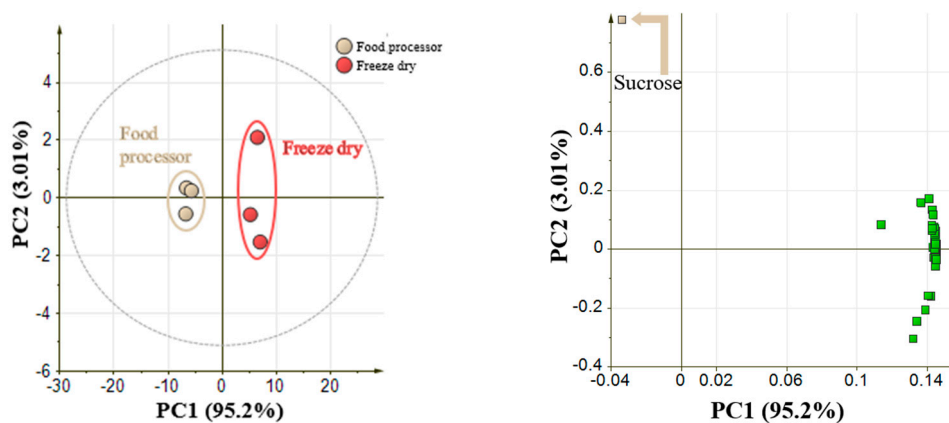 Food processor
Freeze dry
4
2
0
-2
-4
-6
-30
-20
-10
0
10
20
PC2 (3.01%)
PC1 (95.2%)
Food
processor
Freeze dry
0.8
0.6
0.4
0.2
0
-0.2
-0.4
-0.04
0
0.02
0.06
0.1
0.14
PC2 (3.01%)
PC1 (95.2%)
Sucrose